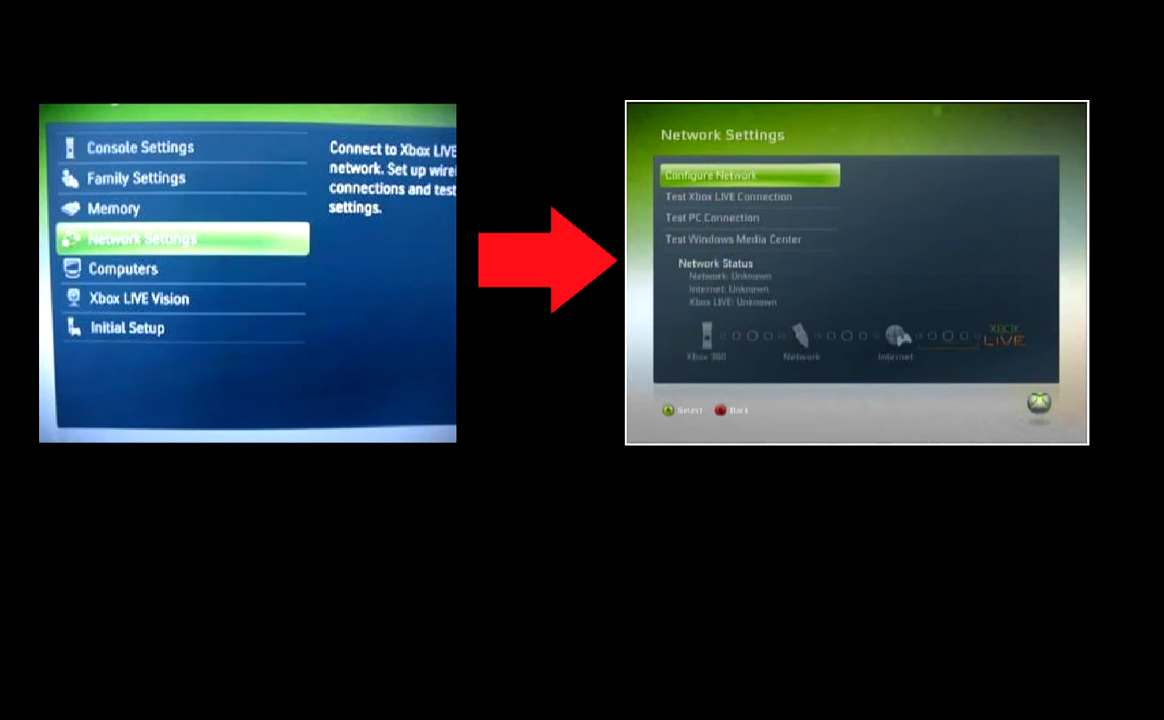 Console Settings
Family Settings
Memory
Network Settings
Computers
Xbox LIVE Vision
Initial Setup
Connect to Xbox LIVE
network. Set up wire
connections and test
settings.
Network Settings
Configure Network
Test Xbox LIVE Connection
Test PC Connection
Test Windows Media Center
Network Status
Network: Unknown
Internet: Unknown
Xbox LIVE: Unknown
Xbox 360
Network
Internet
XBOX
LIVE
Select
Back